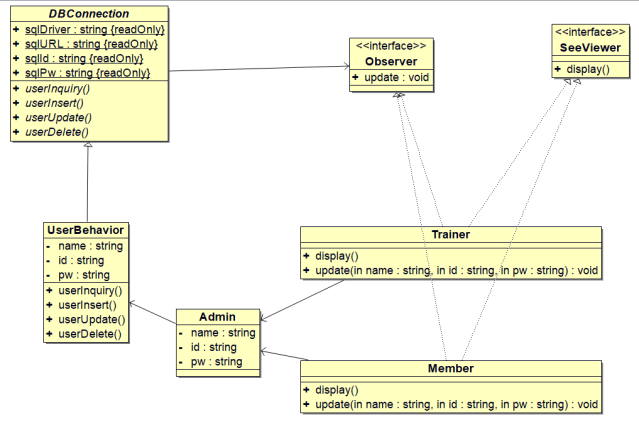 DBConnection
+ sqlDriver : string {readOnly}
+ sqlURL : string {readOnly}
+ sqlId : string {readOnly}
+ sqlPw : string {readOnly}
+ userInquiry()
+ userInsert()
+ userUpdate()
+ userDelete()
<<interface>>
Observer
+ update : void
<<interface>>
SeeViewer
+ display()
UserBehavior
- name : string
- id : string
- pw : string
+ userInquiry()
+ userInsert()
+ userUpdate()
+ userDelete()
Trainer
+ display()
+ update(in name : string, in id : string, in pw : string) : void
Admin
- name : string
- id : string
- pw : string
Member
+ display()
+ update(in name : string, in id : string, in pw : string) : void